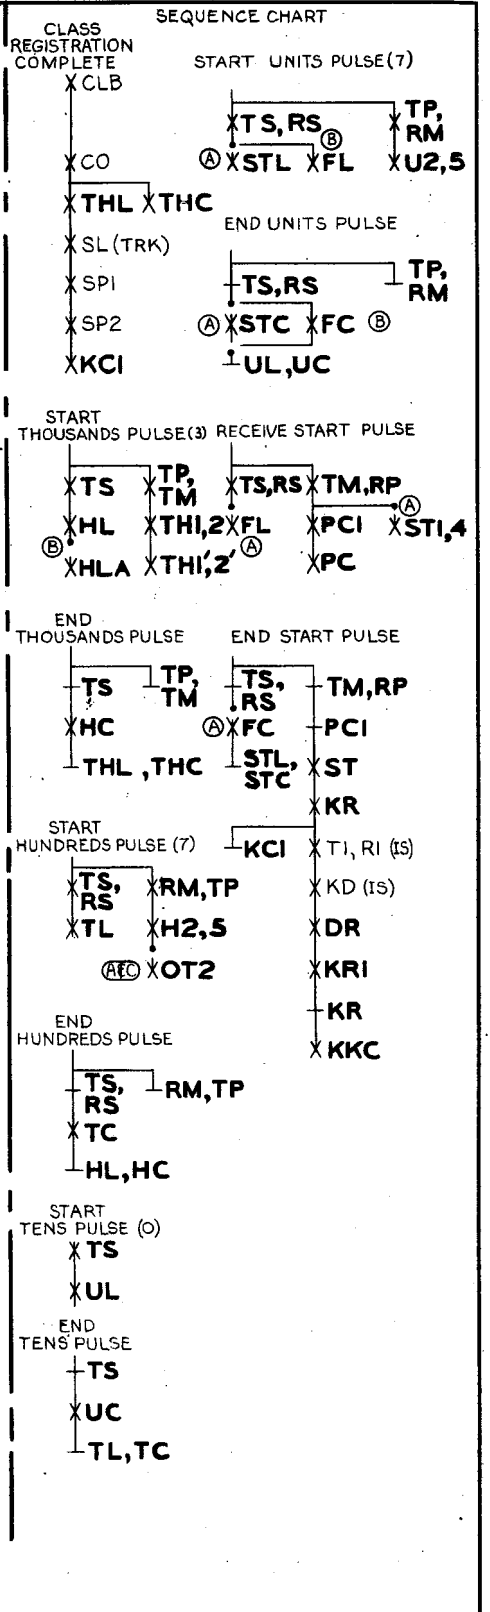 SEQUENCE CHART
CLASS
REGISTRATION
COMPLETE
CLB
CO
THL THC
SL (TRK)
SP1
SP2
KC1
START UNITS PULSE (7)
TS, RS
TP,
RM
B
A STL FL U2,5
END UNITS PULSE
TS, RS
TP,
RM
A STC FC B
UL, UC
START
THOUSANDS PULSE (3)
TS
TP,
TM
HL TH1,2
B
HLA TH1',2'
RECEIVE START PULSE
TS, RS TM, RP
A
FL PC1 ST1,4
A
PC
END
THOUSANDS PULSE
TS
TP,
TM
HC
THL, THC
END START PULSE
TS,
RS
TM, RP
A FC PC1
STL,
STC
ST
KR
KC1 T1, R1 (IS)
KD (IS)
DR
KR1
KR
KKC
START
HUNDREDS PULSE (7)
TS,
RS
RM, TP
TL H2,5
AEC OT2
END
HUNDREDS PULSE
TS,
RS
RM, TP
TC
HL, HC
START
TENS PULSE (0)
TS
UL
END
TENS PULSE
TS
UC
TL, TC